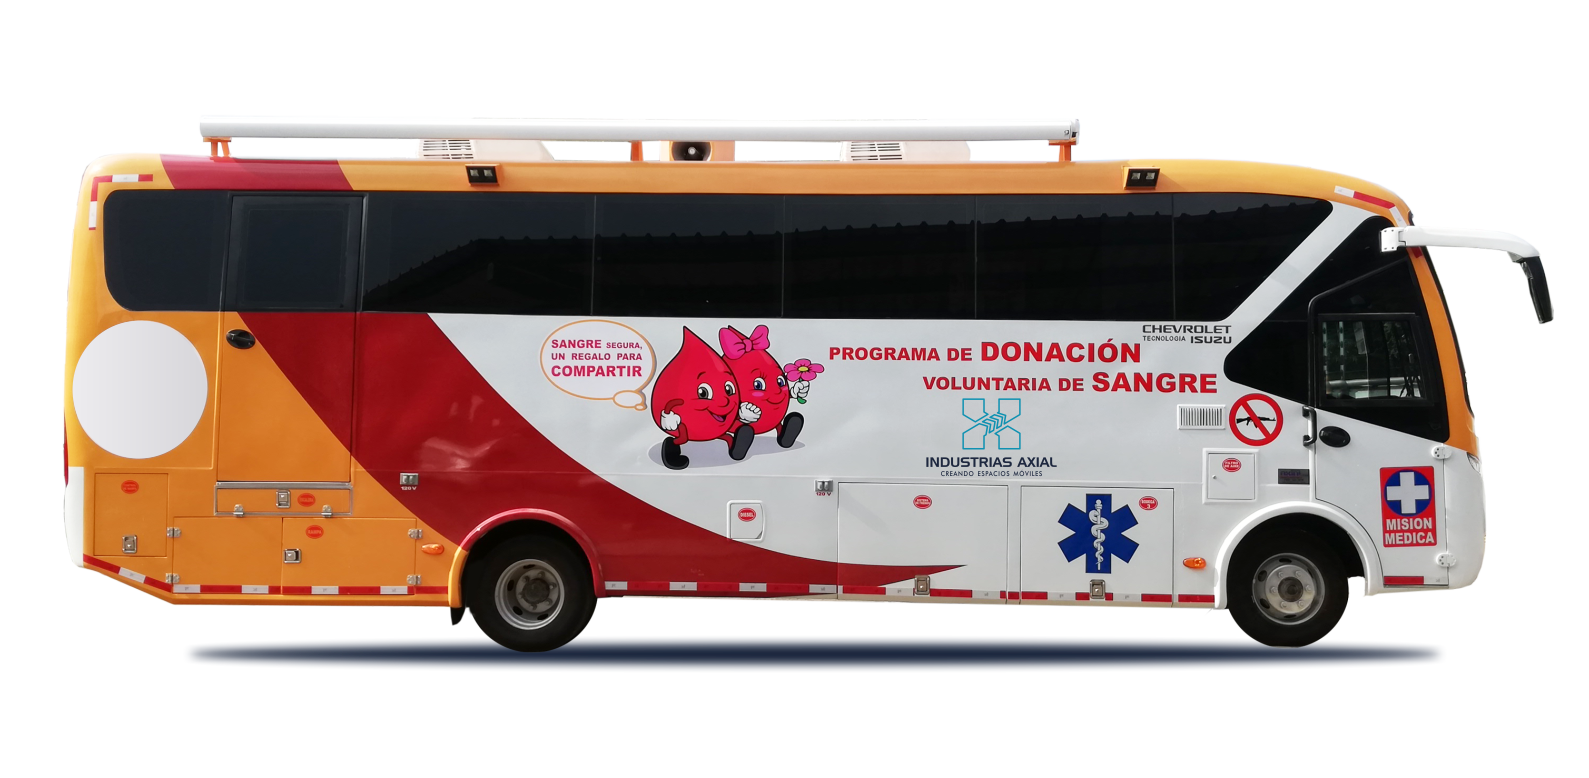 SANGRE SEGURA,
UN REGALO PARA
COMPARTIR
PROGRAMA DE DONACIÓN
VOLUNTARIA DE SANGRE
CHEVROLET
TECNOLOGIA ISUZU
INDUSTRIAS AXIAL
CREANDO ESPACIOS MÓVILES
120 V
120 V
DIESEL
MISION
MEDICA